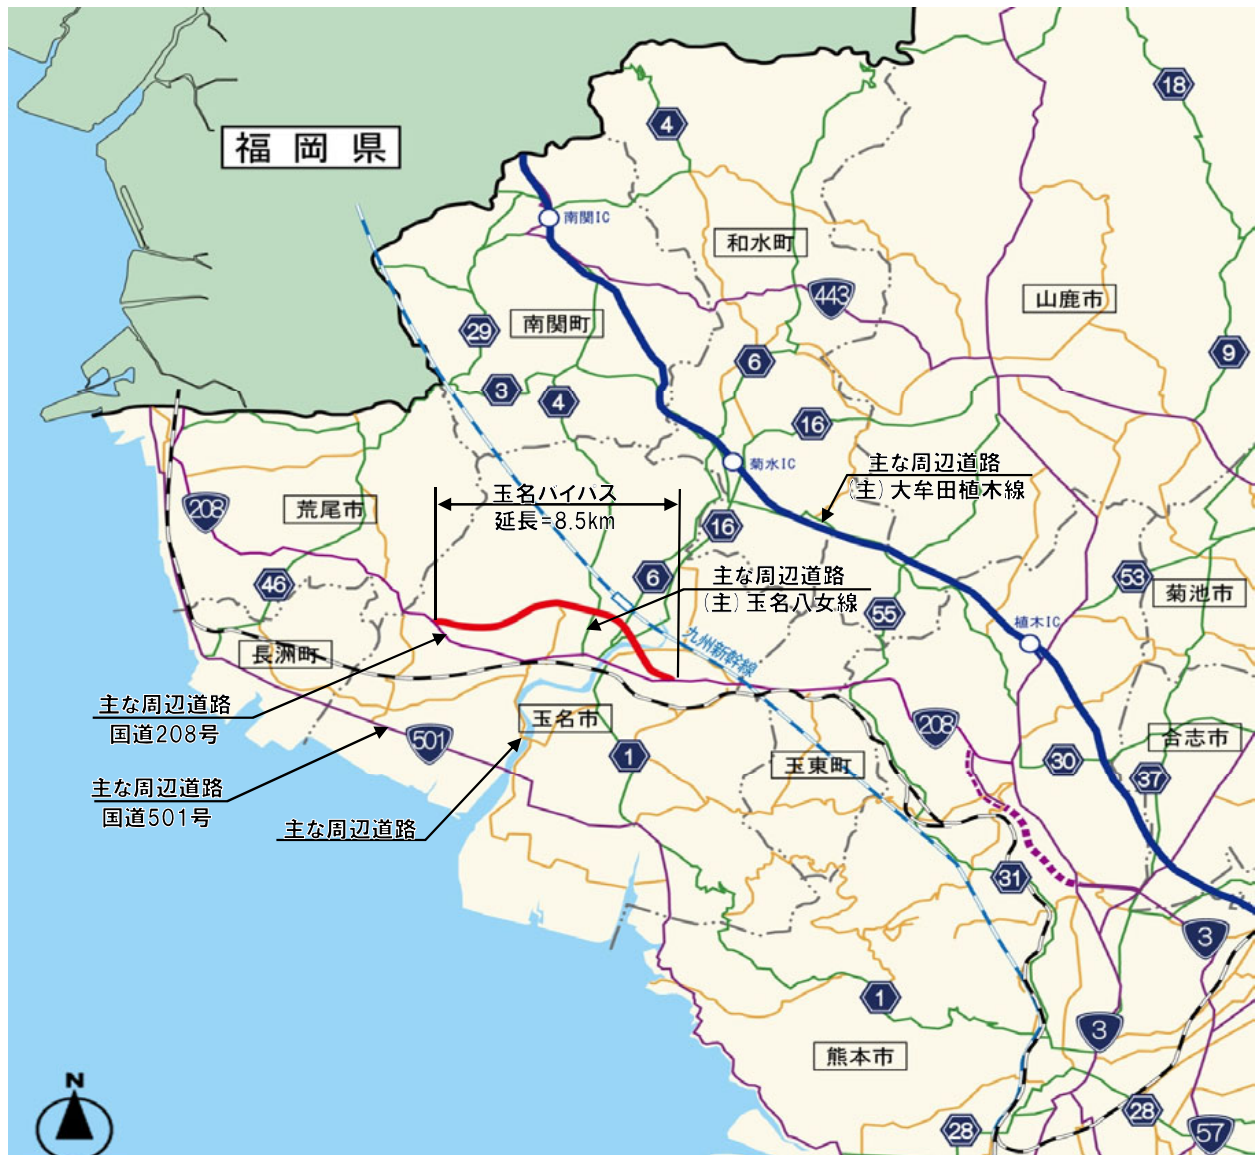 福岡県
18
4
南関IC
和水町
443
山鹿市
南関町
29
9
6
3
4
16
菊水IC
主な周辺道路
(主)大牟田植木線
玉名バイパス
延長=8.5km
208
荒尾市
16
46
6
主な周辺道路
(主)玉名八女線
53
菊池市
55
植木IC
長洲町
九州新幹線
主な周辺道路
国道208号
玉名市
501
208
合志市
1
玉東町
30
37
主な周辺道路
国道501号
主な周辺道路
31
3
1
3
熊本市
N
28
28
57